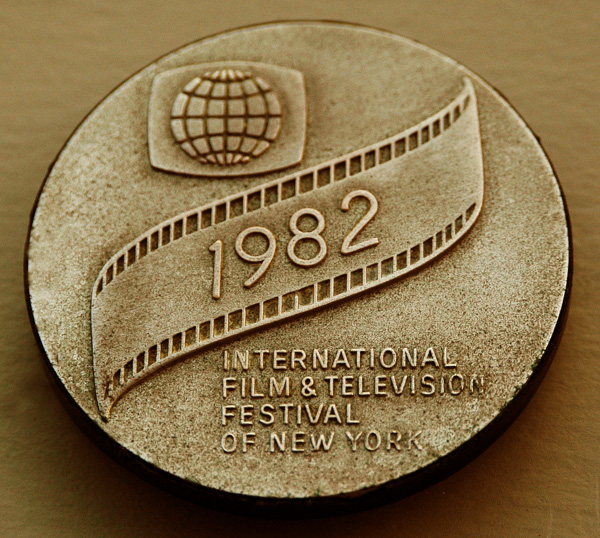 1982
INTERNATIONAL
FILM & TELEVISION
FESTIVAL
OF NEW YORK